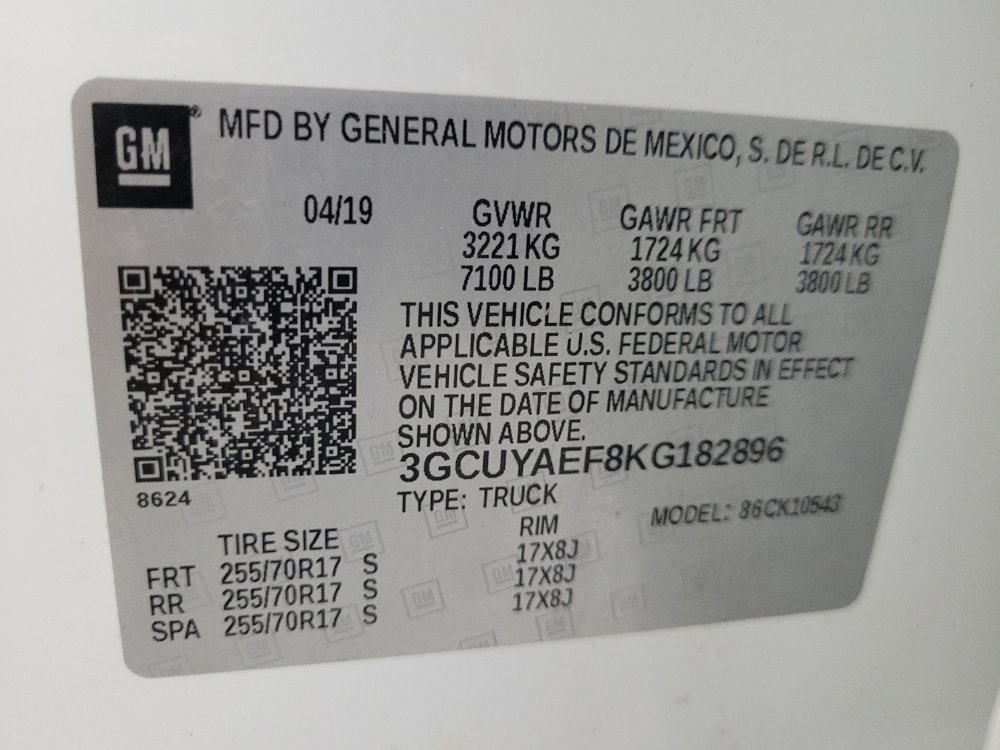 GM ® MFD BY GENERAL MOTORS DE MEXICO, S. DE R.L. DE C.V.
04/19 GVWR GAWR FRT GAWR RR
3221 KG 1724 KG 1724 KG
7100 LB 3800 LB 3800 LB
THIS VEHICLE CONFORMS TO ALL
APPLICABLE U.S. FEDERAL MOTOR
VEHICLE SAFETY STANDARDS IN EFFECT
ON THE DATE OF MANUFACTURE
SHOWN ABOVE.
3GCUYAEF8KG182896
8624
TYPE: TRUCK MODEL: 86CK10543
TIRE SIZE RIM
FRT 255/70R17 S 17X8J
RR 255/70R17 S 17X8J
SPA 255/70R17 S 17X8J